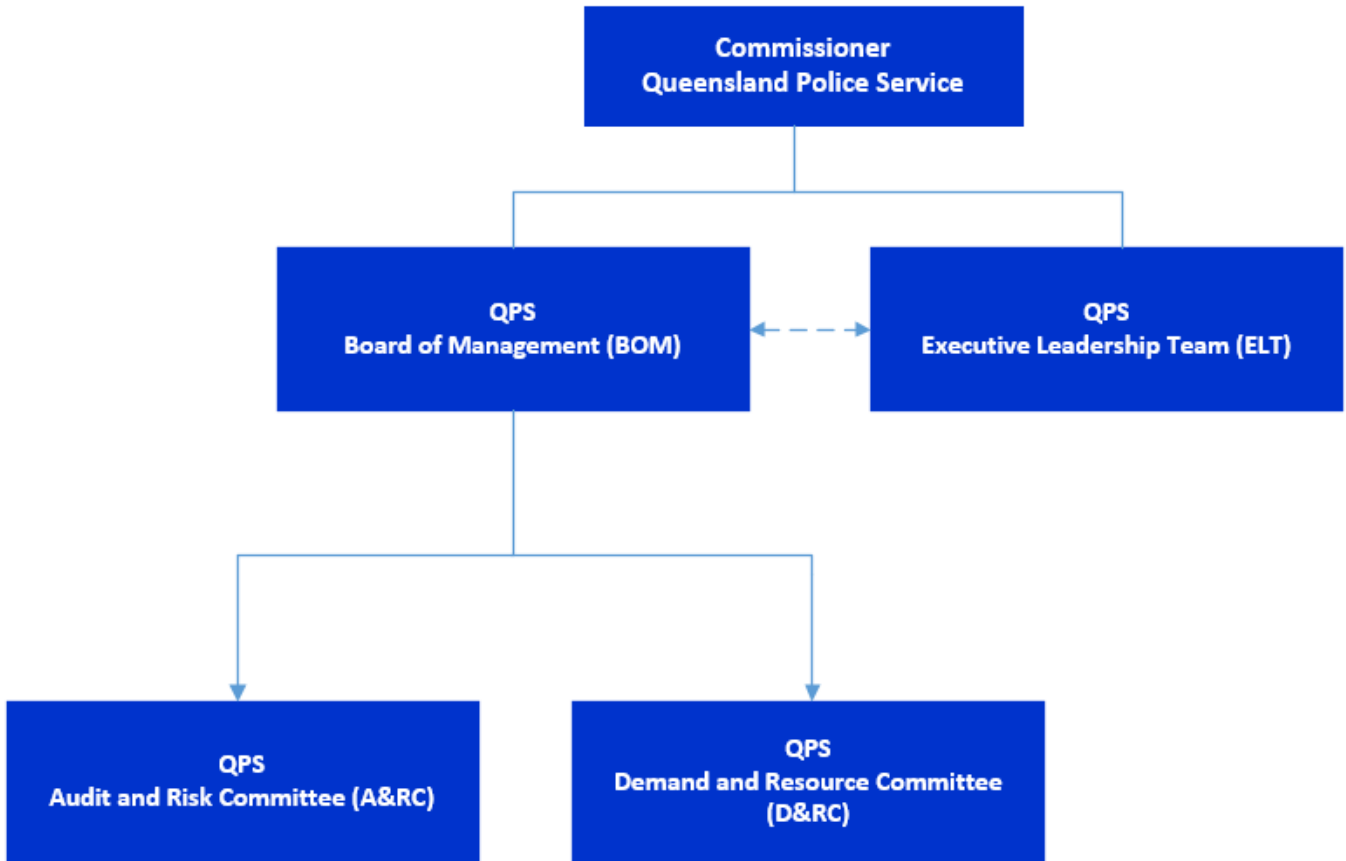 Commissioner
Queensland Police Service
QPS
Board of Management (BOM)
QPS
Executive Leadership Team (ELT)
QPS
Audit and Risk Committee (A&RC)
QPS
Demand and Resource Committee
(D&RC)